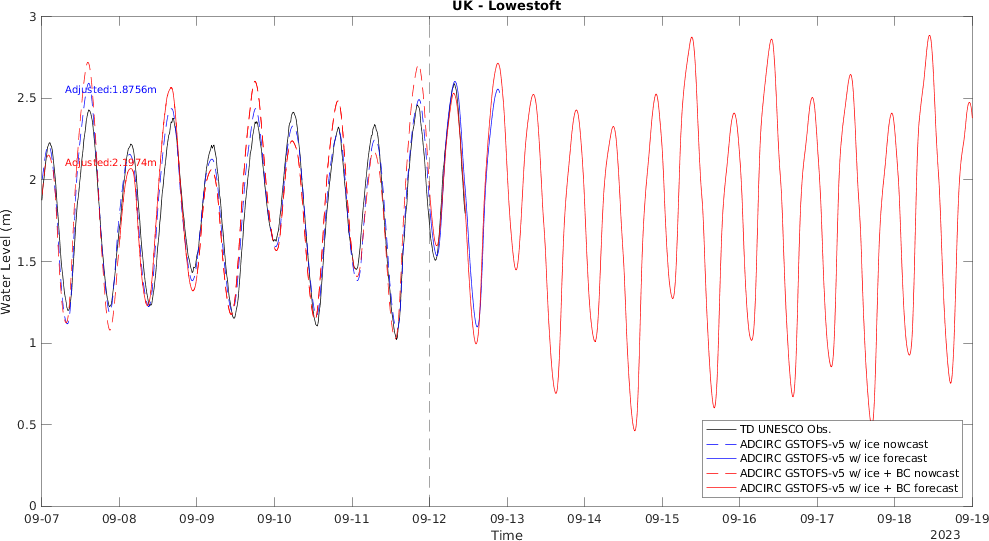 UK - Lowestoft
3
2.5
2
1.5
1
0.5
0
Water Level (m)
Adjusted:1.8756m
Adjusted:2.1974m
TD UNESCO Obs.
ADCIRC GSTOFS-v5 w/ ice nowcast
ADCIRC GSTOFS-v5 w/ ice forecast
ADCIRC GSTOFS-v5 w/ ice + BC nowcast
ADCIRC GSTOFS-v5 w/ ice + BC forecast
09-07 09-08 09-09 09-10 09-11 09-12 09-13 09-14 09-15 09-16 09-17 09-18 09-19
Time
2023